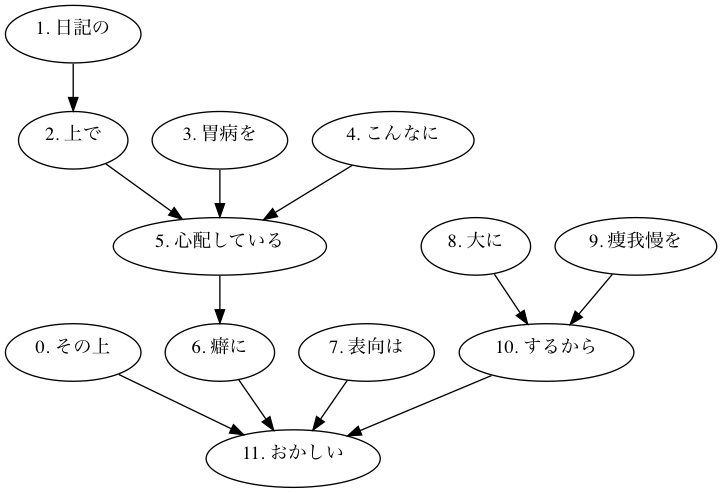 1. 日記の
2. 上で
3. 胃病を
4. こんなに
5. 心配している
8. 大に
9. 痩我慢を
0. その上
6. 癖に
7. 表向は
10. するから
11. おかしい